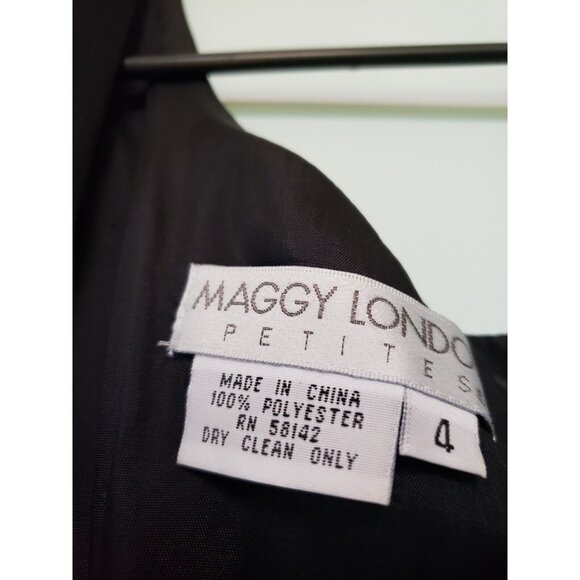 MAGGY LONDO
PETITES
MADE IN CHINA
100% POLYESTER
RN 58142
DRY CLEAN ONLY
4